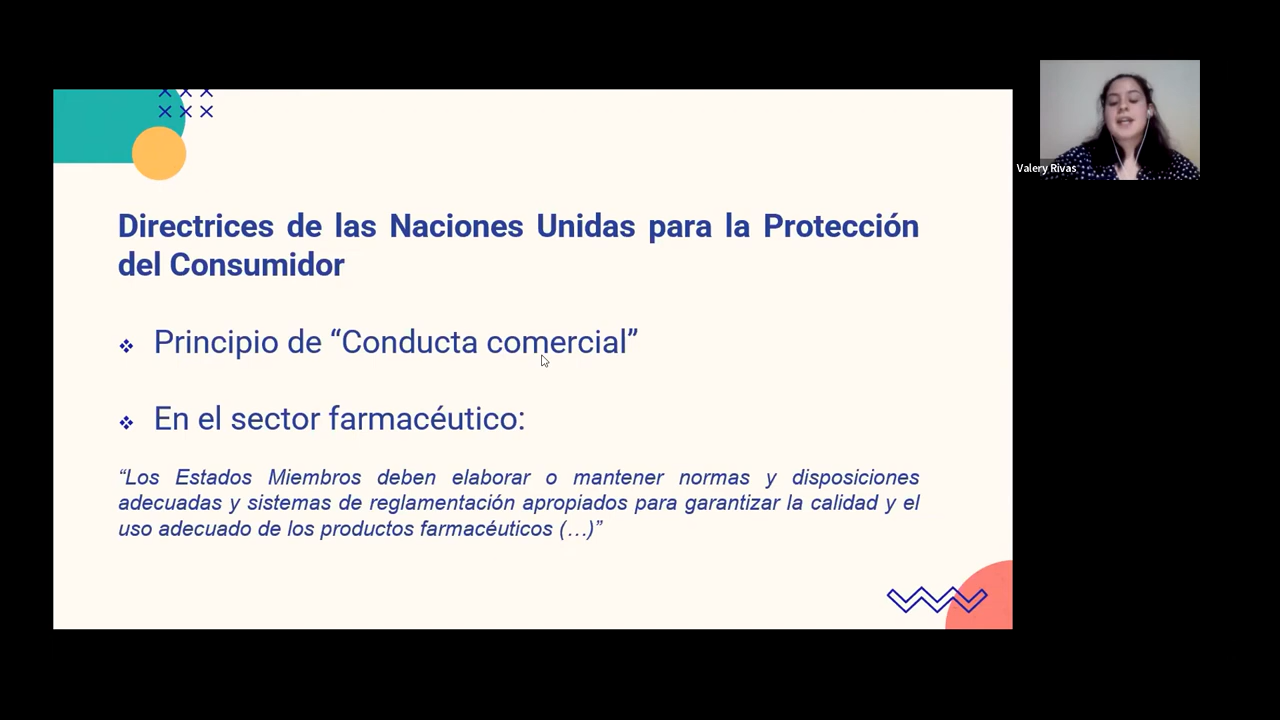 Directrices de las Naciones Unidas para la Protección
del Consumidor
❖ Principio de “Conducta comercial”
❖ En el sector farmacéutico:
“Los Estados Miembros deben elaborar o mantener normas y disposiciones
adecuadas y sistemas de reglamentación apropiados para garantizar la calidad y el
uso adecuado de los productos farmacéuticos (…)”
Valery Rivas